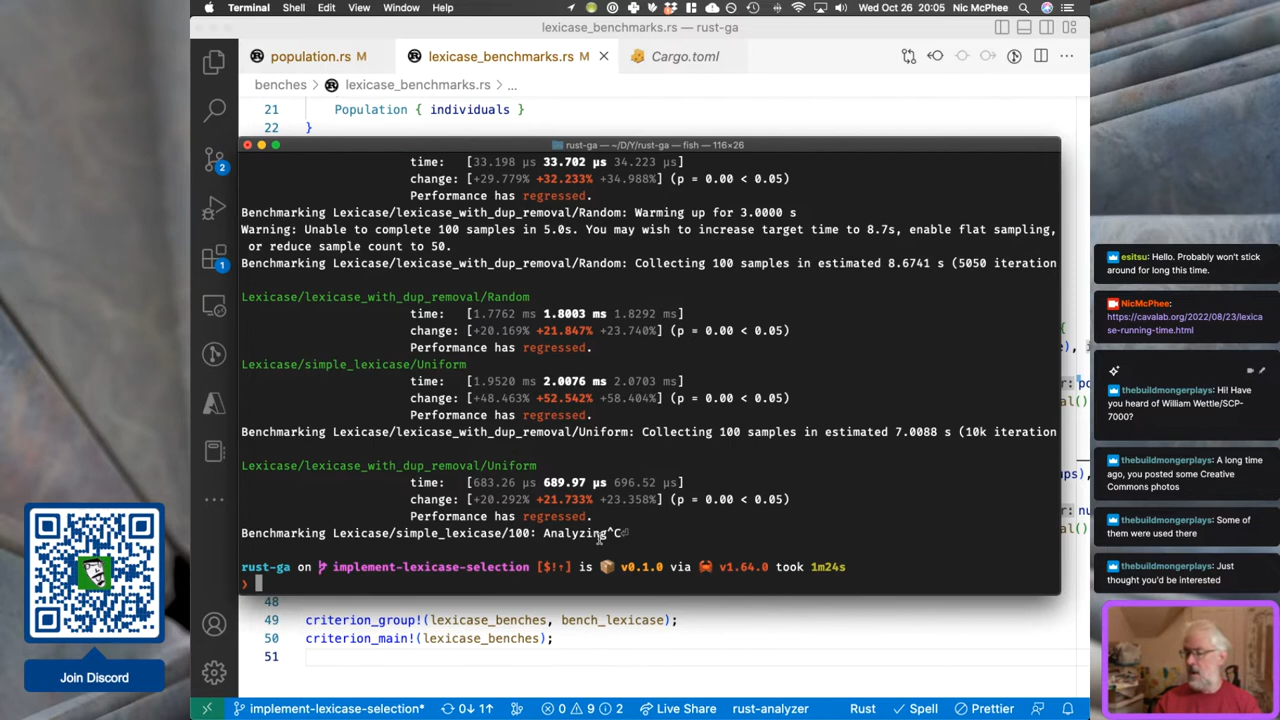 Terminal Shell Edit View Window Help Wed Oct 26 20:05 Nic McPhee
lexicase_benchmarks.rs — rust-ga
population.rs M lexicase_benchmarks.rs M Cargo.toml
benches > lexicase_benchmarks.rs > ...
21 Population { individuals }
22 }
rust-ga — ~/D/Y/rust-ga — fish — 116×26
time: [33.198 µs 33.702 µs 34.223 µs]
change: [+29.779% +32.233% +34.988%] (p = 0.00 < 0.05)
Performance has regressed.
Benchmarking Lexicase/lexicase_with_dup_removal/Random: Warming up for 3.0000 s
Warning: Unable to complete 100 samples in 5.0s. You may wish to increase target time to 8.7s, enable flat sampling,
or reduce sample count to 50.
Benchmarking Lexicase/lexicase_with_dup_removal/Random: Collecting 100 samples in estimated 8.6741 s (5050 iteration
Lexicase/lexicase_with_dup_removal/Random
time: [1.7762 ms 1.8003 ms 1.8292 ms]
change: [+20.169% +21.847% +23.740%] (p = 0.00 < 0.05)
Performance has regressed.
Lexicase/simple_lexicase/Uniform
time: [1.9520 ms 2.0076 ms 2.0703 ms]
change: [+48.463% +52.542% +58.404%] (p = 0.00 < 0.05)
Performance has regressed.
Benchmarking Lexicase/lexicase_with_dup_removal/Uniform: Collecting 100 samples in estimated 7.0088 s (10k iteration
Lexicase/lexicase_with_dup_removal/Uniform
time: [683.26 µs 689.97 µs 696.52 µs]
change: [+20.292% +21.733% +23.358%] (p = 0.00 < 0.05)
Performance has regressed.
Benchmarking Lexicase/simple_lexicase/100: Analyzing^C⏎
rust-ga on implement-lexicase-selection [$!↑] is v0.1.0 via v1.64.0 took 1m24s
❯
48
49 criterion_group!(lexicase_benches, bench_lexicase);
50 criterion_main!(lexicase_benches);
51
implement-lexicase-selection* 0↓ 1↑ 0 9 2 Live Share rust-analyzer Rust Spell Prettier
2
1
Join Discord
esitsu: Hello. Probably won't stick
around for long this time.
NicMcPhee:
https://cavalab.org/2022/08/23/lexica
se-running-time.html
thebuildmongerplays: Hi! Have
you heard of William Wettle/SCP-
7000?
thebuildmongerplays: A long time
ago, you posted some Creative
Commons photos
thebuildmongerplays: Some of
them were used there
thebuildmongerplays: Just
thought you'd be interested